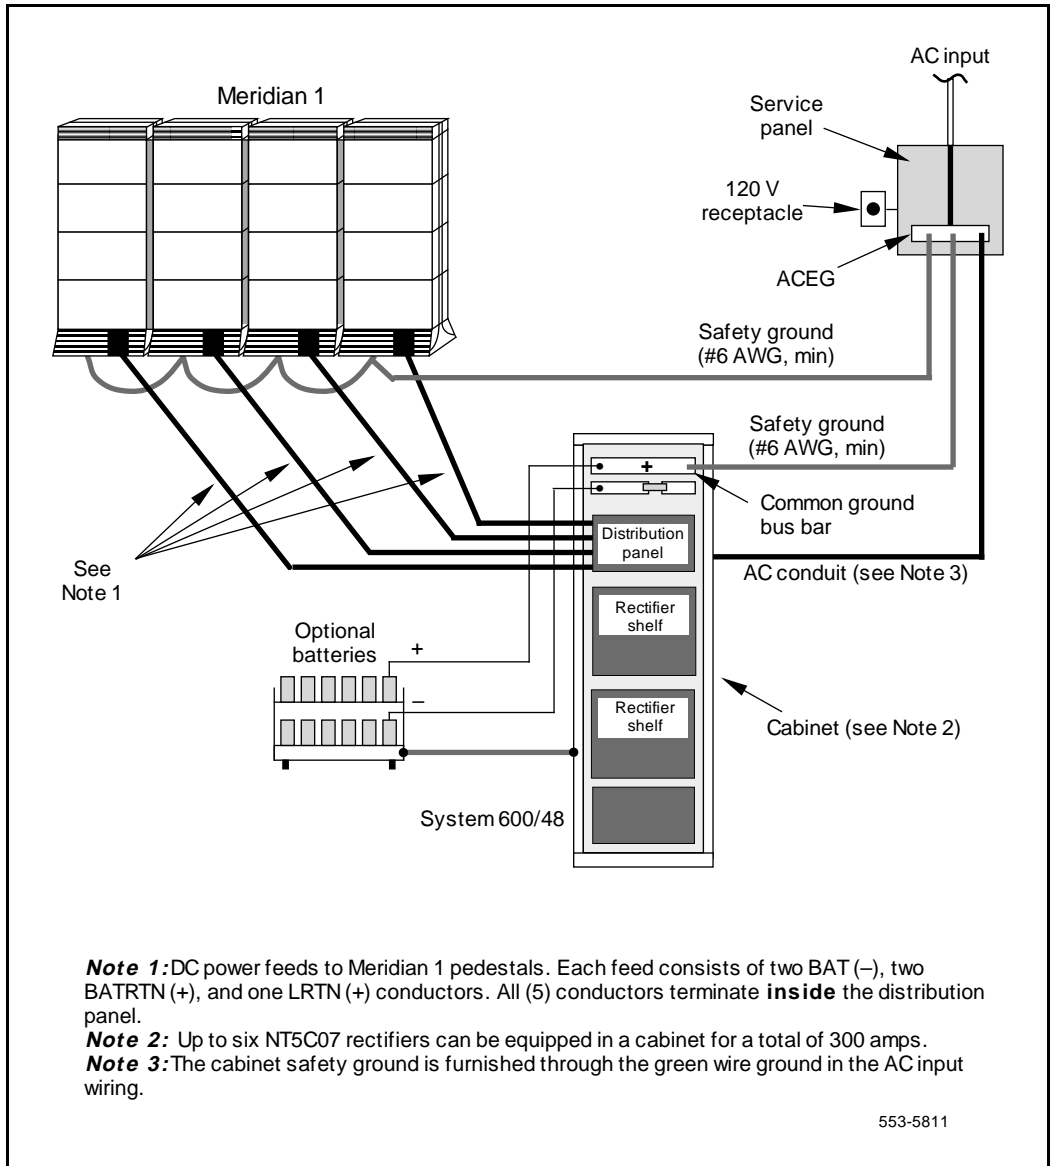 AC input
Meridian 1
Service
panel
120 V
receptacle
ACEG
Safety ground
(#6 AWG, min)
Safety ground
(#6 AWG, min)
+
Common ground
bus bar
Distribution
panel
See
Note 1
AC conduit (see Note 3)
Rectifier
shelf
Optional
batteries
+
–
Rectifier
shelf
Cabinet (see Note 2)
System 600/48
Note 1: DC power feeds to Meridian 1 pedestals. Each feed consists of two BAT (–), two
BATRTN (+), and one LRTN (+) conductors. All (5) conductors terminate inside the distribution
panel.
Note 2: Up to six NT5C07 rectifiers can be equipped in a cabinet for a total of 300 amps.
Note 3: The cabinet safety ground is furnished through the green wire ground in the AC input
wiring.
553-5811